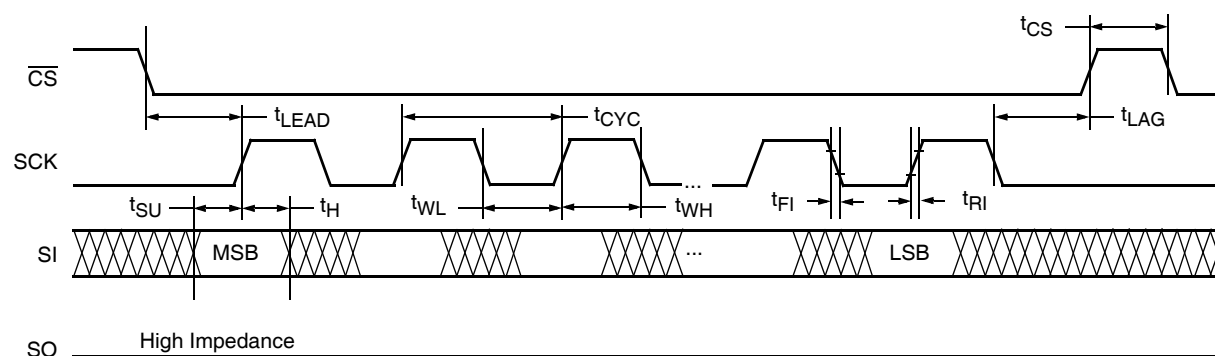 tCS
CS
tLEAD
tCYC
tLAG
SCK
...
tSU
tH
tWL
tWH
tFI
tRI
SI
MSB
...
LSB
High Impedance
SO